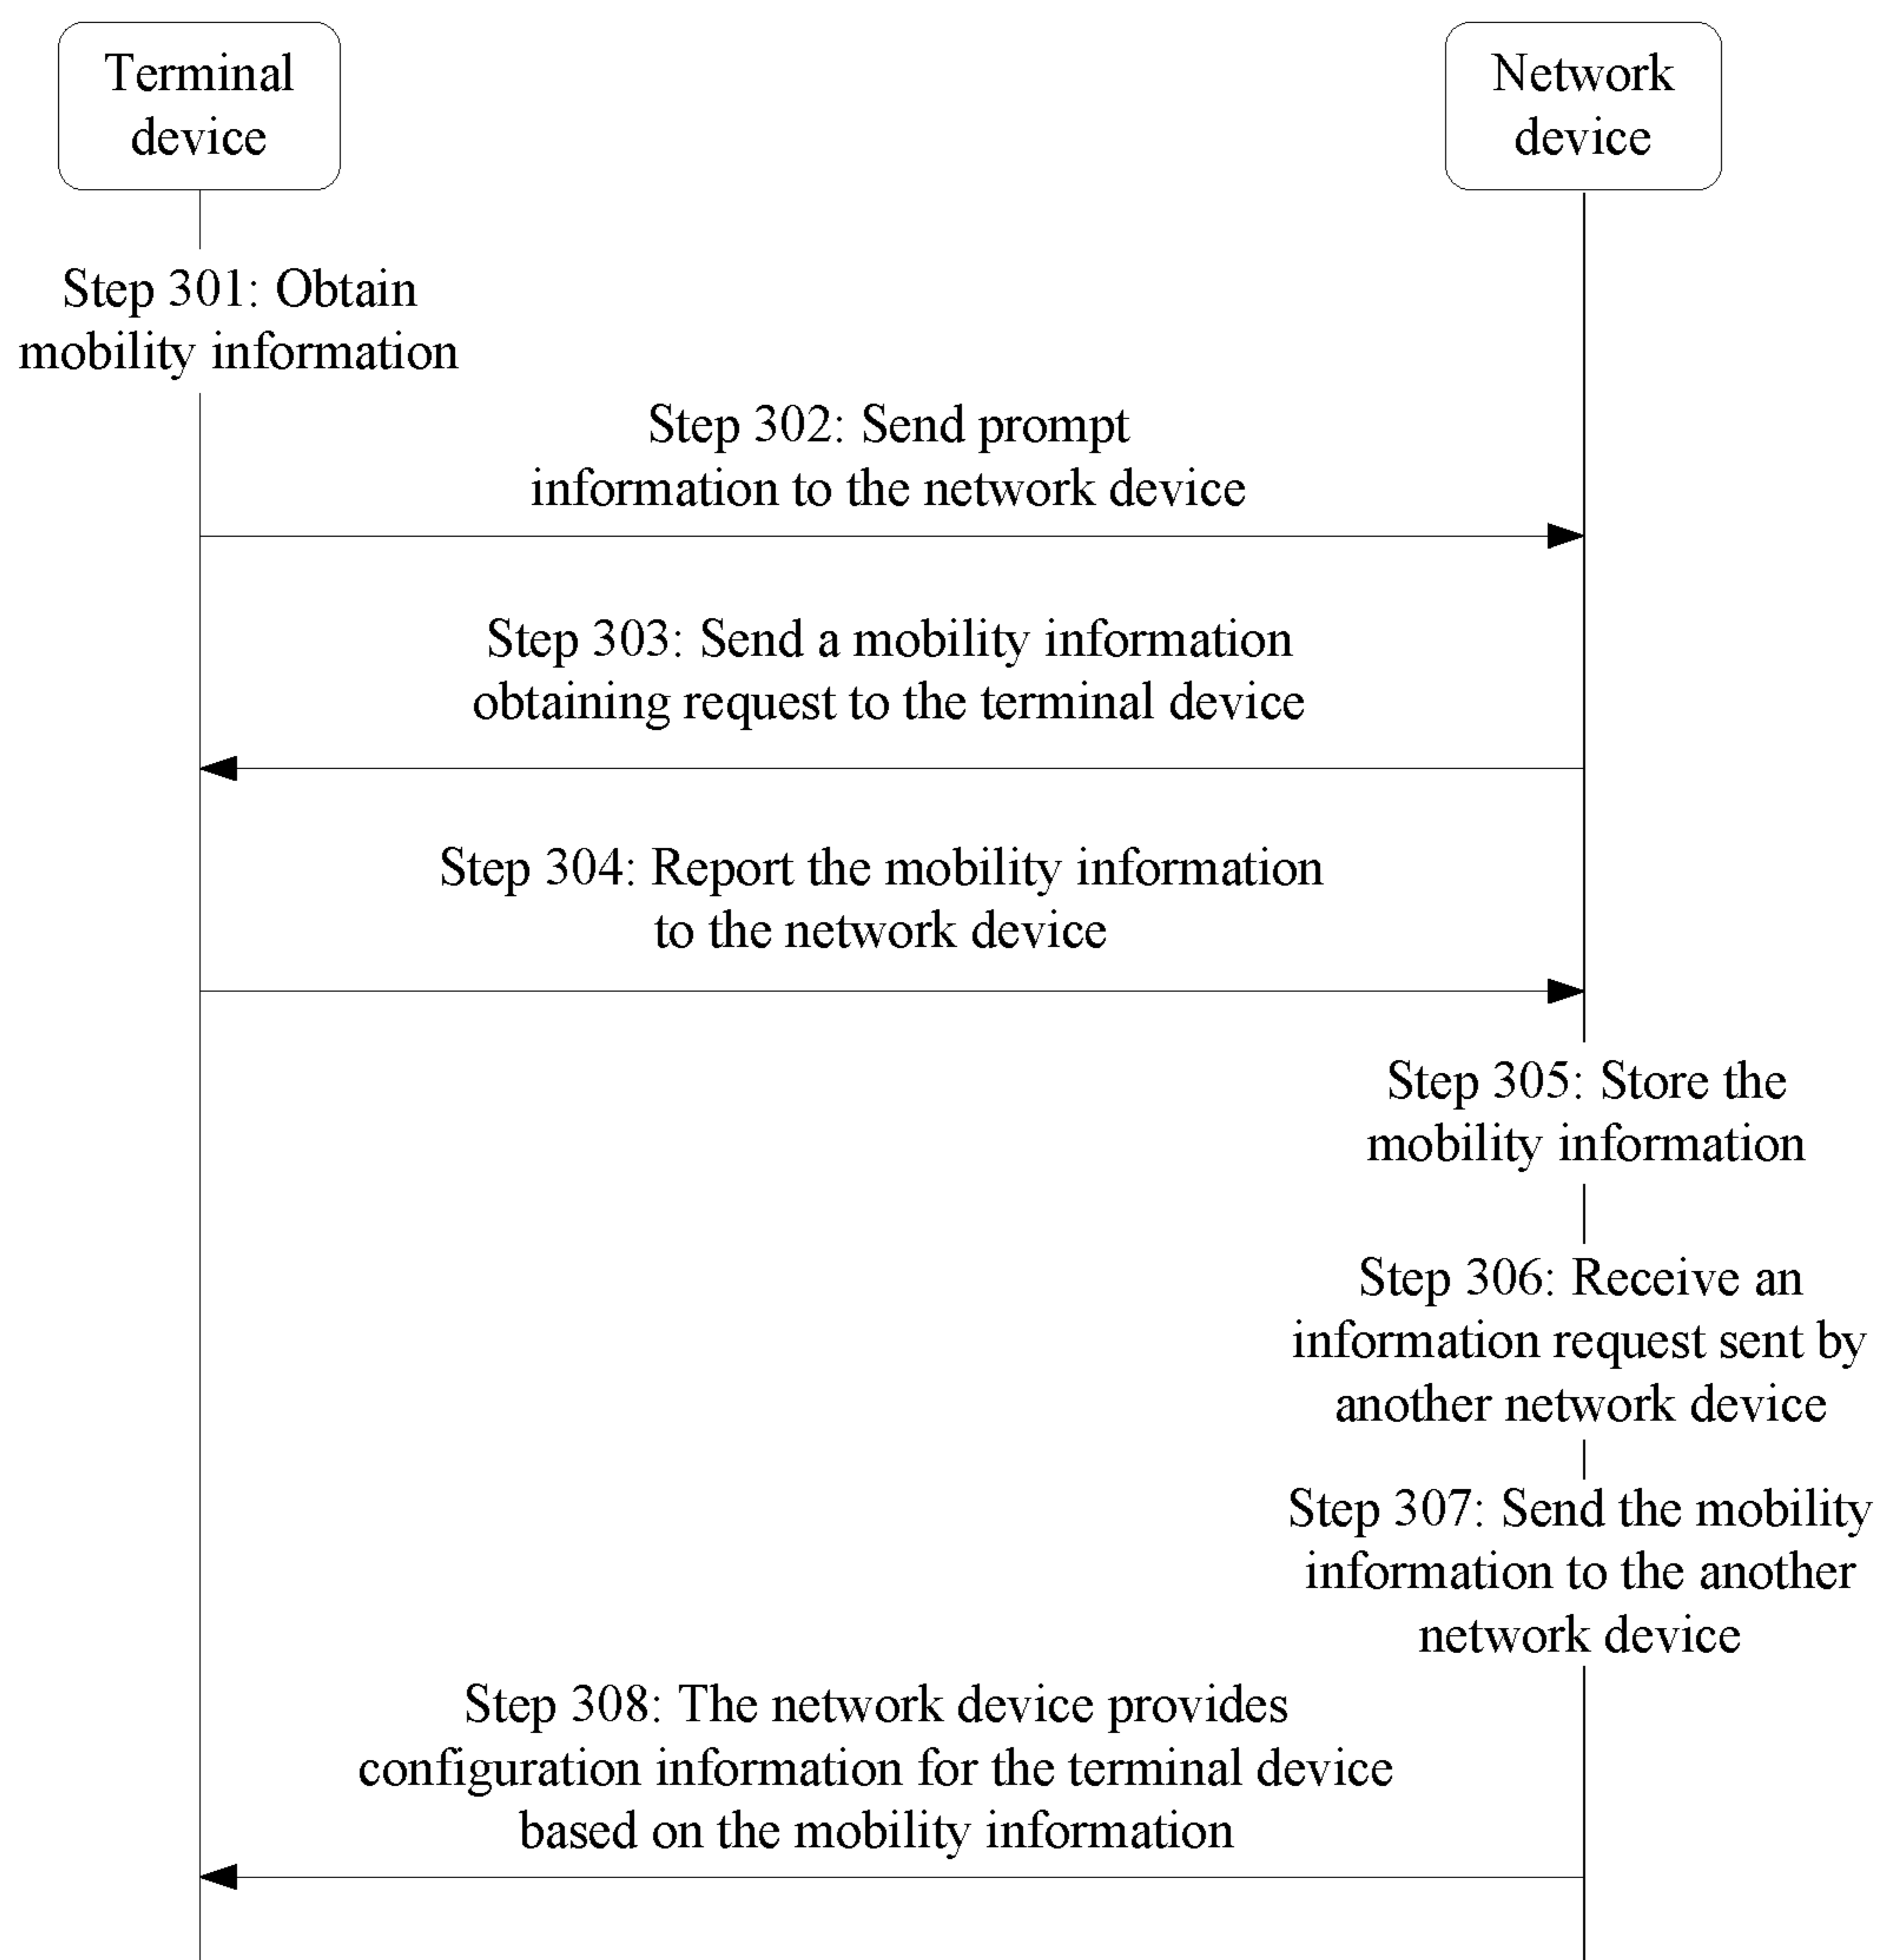 Terminal
device
Network
device
Step 301: Obtain
mobility information
Step 302: Send prompt
information to the network device
Step 303: Send a mobility information
obtaining request to the terminal device
Step 304: Report the mobility information
to the network device
Step 305: Store the
mobility information
Step 306: Receive an
information request sent by
another network device
Step 307: Send the mobility
information to the another
network device
Step 308: The network device provides
configuration information for the terminal device
based on the mobility information